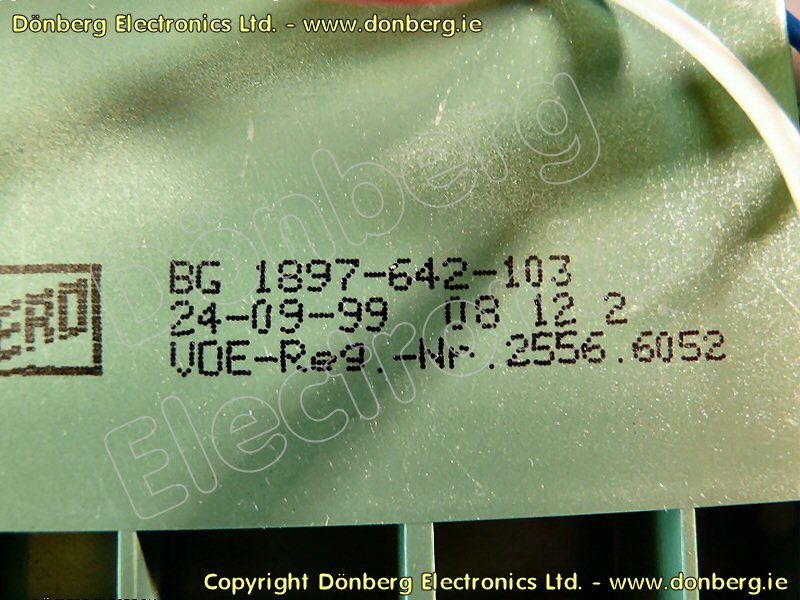 Dönberg Electronics Ltd. - www.donberg.ie
Dönberg
Electronics
BG 1897-642-103
24-09-99 08 12 2
VDE-Reg.-Nr.2556.6052
Copyright Dönberg Electronics Ltd. - www.donberg.ie